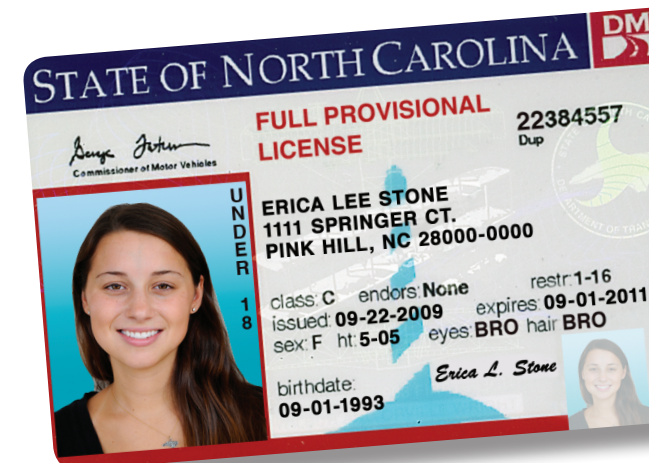 STATE OF NORTH CAROLINA
DM
FULL PROVISIONAL
LICENSE
22384557
Dup
Commissioner of Motor Vehicles
UNDER 18
ERICA LEE STONE
1111 SPRINGER CT.
PINK HILL, NC 28000-0000
class: C endors: None restr: 1-16
issued: 09-22-2009 expires: 09-01-2011
sex: F ht: 5-05 eyes: BRO hair BRO
birthdate:
09-01-1993
Erica L. Stone